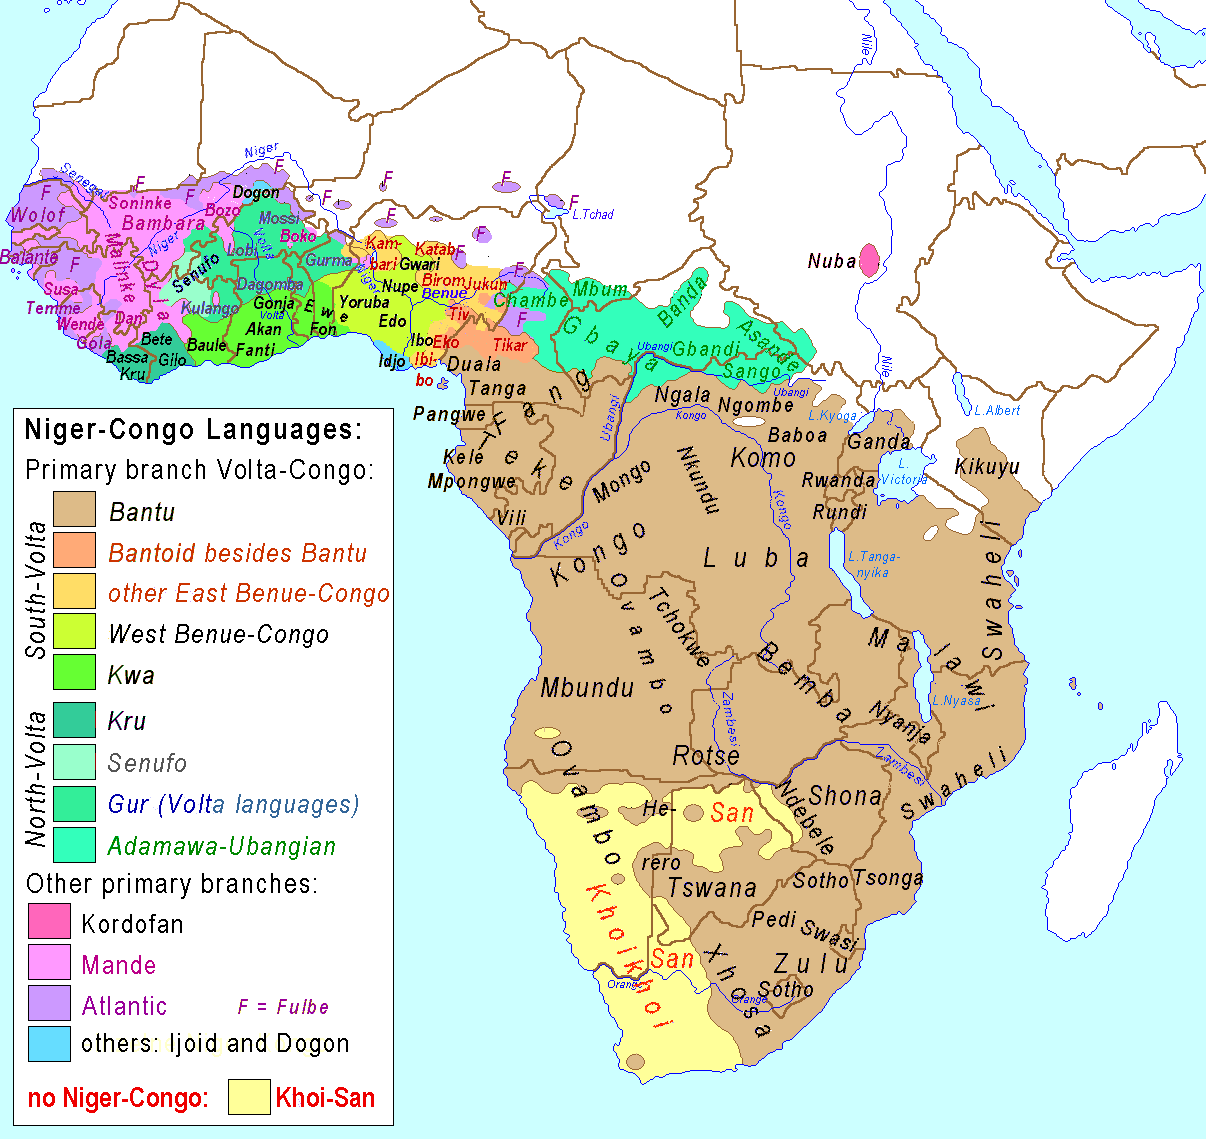 Nile
Niger
Senegal
F
F
F
F
F
F
Dogon
Soninke
Wolof
Bambara
Bozo
Mossi
F
F
L.Tchad
Niger
Boko
Kam-
bari
Katab
F
F
Balante
Malinke
Dyula
Lobi
Volta
Gurma
Niger
Gwari
Nuba
F
Senufo
Birom
Jukun
F
Susa
Dagomba
Nupe
Benue
Mbum
Temme
Kulango
Gonja
Ewe
Yoruba
Chambe
Banda
Wende
Dan
Volta
Edo
Tiv
F
Gbaya
Asande
Gola
Bete
Akan
Fon
Ibo
Eko
Tikar
Ubangi
Gbandi
Bassa
Gilo
Baule
Fanti
Idjo
Ibi-
bo
Duala
Sango
Nile
Kru
Tanga
Fang
Ngala
Ngombe
Ubangi
L.Albert
Pangwe
Ubangi
Kongo
L.Kyoga
Teke
Baboa
Ganda
Kele
Mongo
Nkundu
Komo
L.
Victoria
Kikuyu
Mpongwe
Rwanda
Vili
Kongo
Kongo
Rundi
Kongo
Luba
L.Tanga-
nyika
Swaheli
Ovambo
Tchokwe
Malawi
Mbundu
Bemba
Zambesi
L.Nyasa
Nyanja
Rotse
Zambesi
Ovambo
Swaheli
He-
rero
San
Ndebele
Shona
Khoikhoi
Tswana
Sotho
Tsonga
Pedi
Swasi
San
Xhosa
Zulu
Orange
Orange
Sotho
Niger-Congo Languages:
Primary branch Volta-Congo:
South-Volta
Bantu
Bantoid besides Bantu
other East Benue-Congo
West Benue-Congo
Kwa
North-Volta
Kru
Senufo
Gur (Volta languages)
Adamawa-Ubangian
Other primary branches:
Kordofan
Mande
Atlantic
F = Fulbe
others: Ijoid and Dogon
no Niger-Congo:
Khoi-San